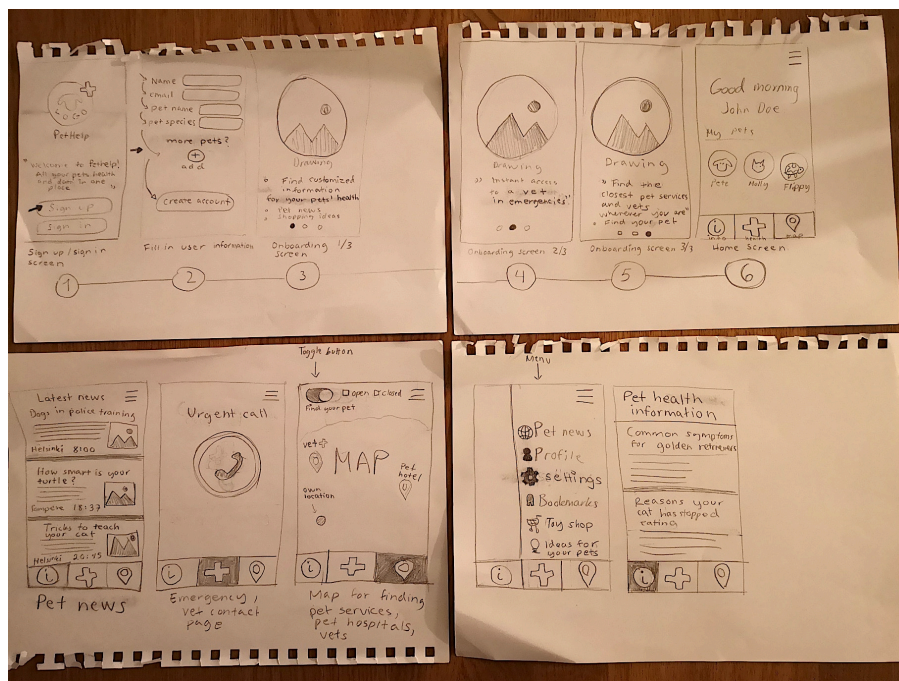 LOGO
PetHelp
"Welcome to PetHelp!
All your pets health
place
Sign up
Sign in
Sign up / sign in
screen
1
Name
email
pet name
pet species
more pets?
+
add
create account
Fill in user information
2
Drawing
Find customized
information
for your pets' health
Pet news
Shopping ideas
Onboarding 1/3
screen
3
Drawing
"Instant access
to a vet
in emergencies"
Onboarding screen 2/3
4
Drawing
"Find the
closest pet services
and vets
wherever you are"
Find your pet
Onboarding screen 3/3
5
Good morning
John Doe
My pets
Pete
Molly
Flippy
i
map
Home screen
6
Latest news
Dogs in police training
Helsinki 8:00
How smart is your
turtle?
Tampere 18:37
Tricks to teach
your cat
Helsinki 20:45
i
Pet news
Urgent call
i
Emergency,
vet contact
page
Toggle button
open closed
Find your pet
vet
MAP
Pet
hotel
own
location
i
Map for finding
pet services,
pet hospitals,
vets
Menu
Pet news
Profile
settings
Bookmarks
Toy shop
Ideas for
your pets
i
Pet health
information
Common symptoms
for golden retrievers
Reasons your
cat has stopped
eating
i